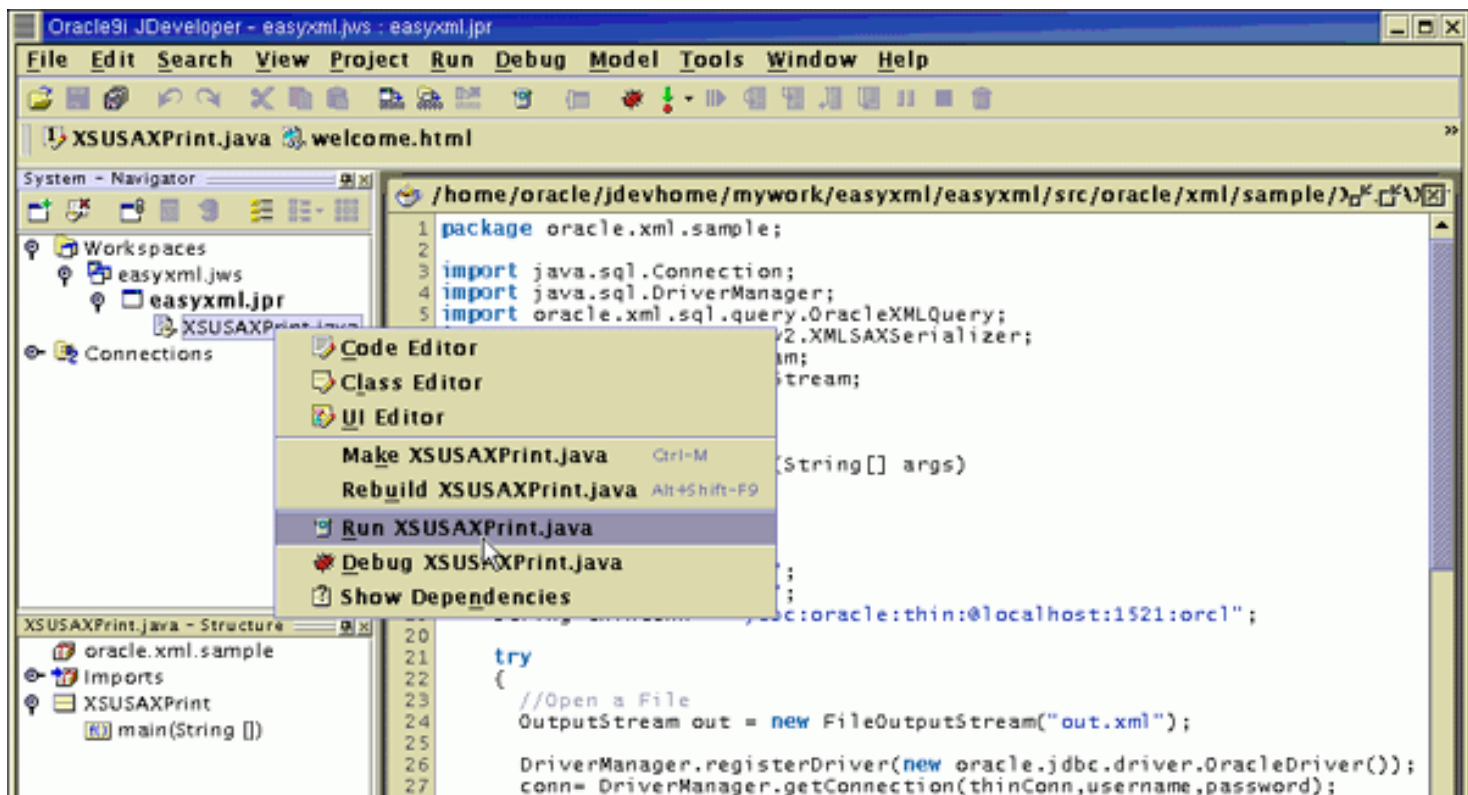 Oracle9i JDeveloper - easyxml.jws : easyxml.jpr
File Edit Search View Project Run Debug Model Tools Window Help
XSUSAXPrint.java welcome.html
System - Navigator
Workspaces
easyxml.jws
easyxml.jpr
XSUSAXPrint.java
Connections
Code Editor
Class Editor
UI Editor
Make XSUSAXPrint.java Ctrl-M
Rebuild XSUSAXPrint.java Alt+Shift-F9
Run XSUSAXPrint.java
Debug XSUSAXPrint.java
Show Dependencies
XSUSAXPrint.java - Structure
oracle.xml.sample
Imports
XSUSAXPrint
main(String [])
/home/oracle/jdevhome/mywork/easyxml/easyxml/src/oracle/xml/sample/
1 package oracle.xml.sample;
2
3 import java.sql.Connection;
4 import java.sql.DriverManager;
5 import oracle.xml.sql.query.OracleXMLQuery;
v2.XMLSAXSerializer;
am;
tream;
(String[] args)
;
;
:oracle:thin:@localhost:1521:orcl";
20
21 try
22 {
23 //Open a File
24 OutputStream out = new FileOutputStream("out.xml");
25
26 DriverManager.registerDriver(new oracle.jdbc.driver.OracleDriver());
27 conn= DriverManager.getConnection(thinConn,username,password);